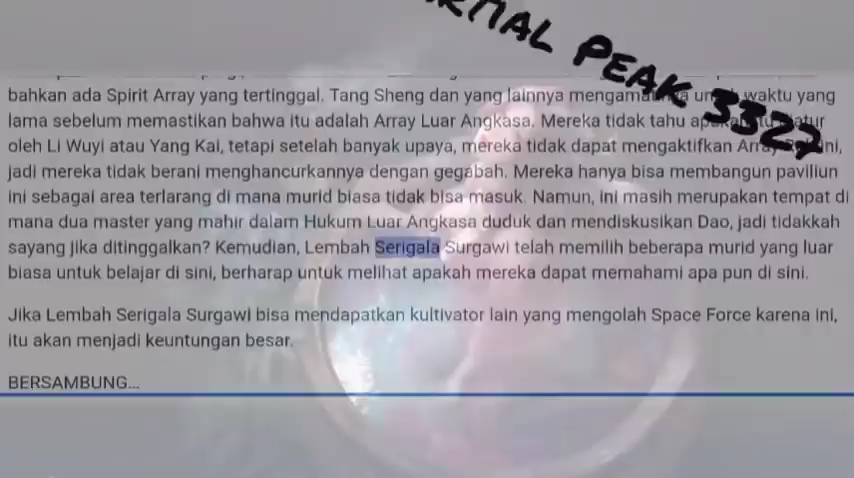 PEAK 3327
bahkan ada Spirit Array yang tertinggal. Tang Sheng dan yang lainnya waktu yang
lama sebelum memastikan bahwa itu adalah Array Luar Angkasa. Mereka tidak tahu
oleh Li Wuyi atau Yang Kai, tetapi setelah banyak upaya, mereka tidak dapat mengaktifkan Array ini,
jadi mereka tidak berani menghancurkannya dengan gegabah. Mereka hanya bisa membangun paviliun
ini sebagai area terlarang di mana murid biasa tidak bisa masuk. Namun, ini masih merupakan tempat di
mana dua master yang mahir dalam Hukum Luar Angkasa duduk dan mendiskusikan Dao, jadi tidakkah
sayang jika ditinggalkan? Kemudian, Lembah Serigala Surgawi telah memilih beberapa murid yang luar
biasa untuk belajar di sini, berharap untuk melihat apakah mereka dapat memahami apa pun di sini.
Jika Lembah Serigala Surgawi bisa mendapatkan kultivator lain yang mengolah Space Force karena ini,
itu akan menjadi keuntungan besar.
BERSAMBUNG...